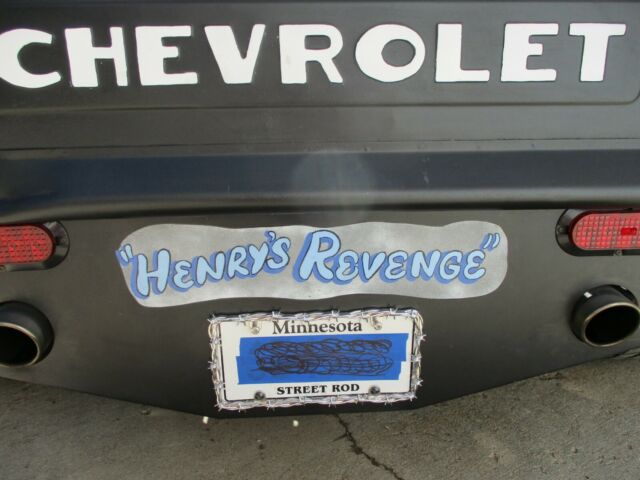 CHEVROLET
"HENRY'S REVENGE"
Minnesota
STREET ROD